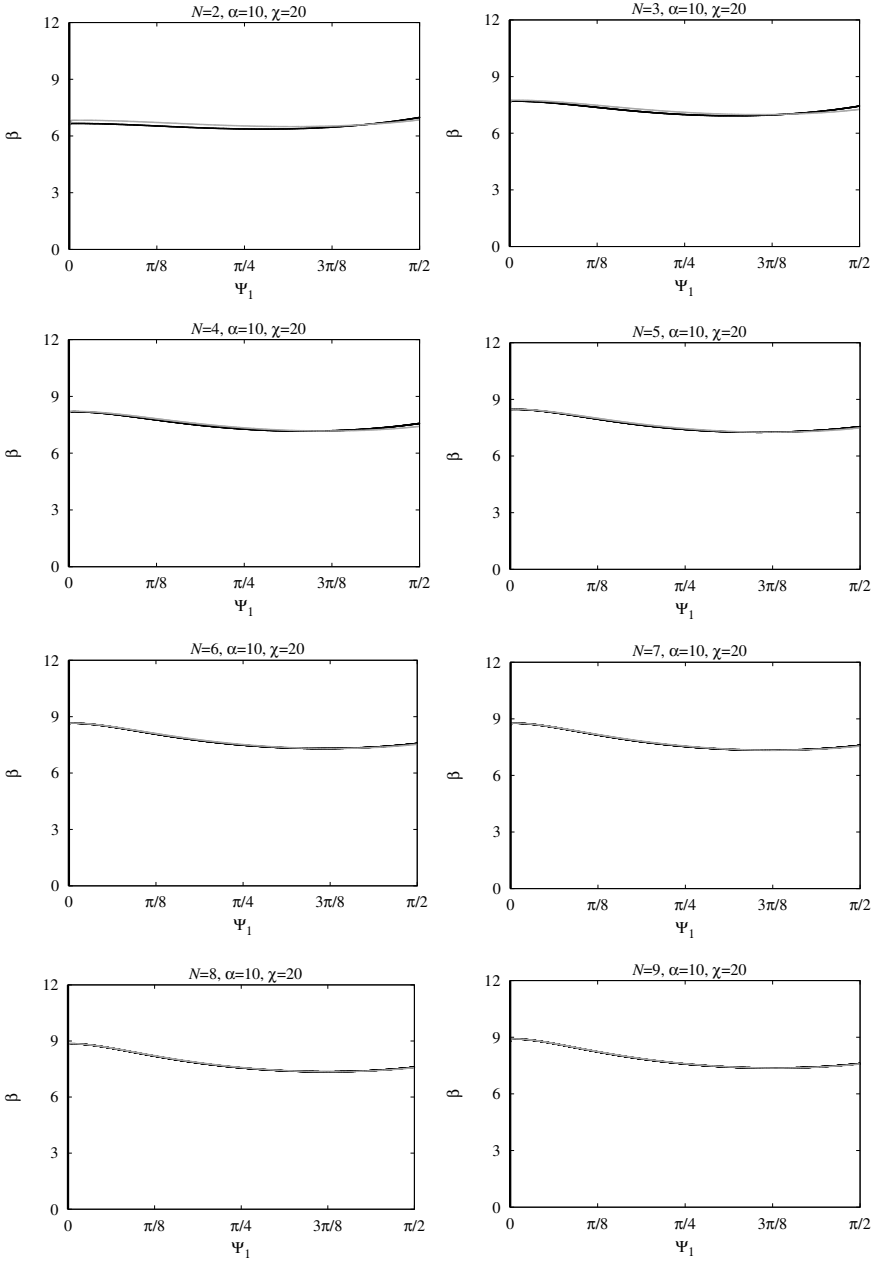 N=2, α=10, χ=20
12
9
6
3
0
β
0 π/8 π/4 3π/8 π/2
Ψ1
N=3, α=10, χ=20
12
9
6
3
0
β
0 π/8 π/4 3π/8 π/2
Ψ1
N=4, α=10, χ=20
12
9
6
3
0
β
0 π/8 π/4 3π/8 π/2
Ψ1
N=5, α=10, χ=20
12
9
6
3
0
β
0 π/8 π/4 3π/8 π/2
Ψ1
N=6, α=10, χ=20
12
9
6
3
0
β
0 π/8 π/4 3π/8 π/2
Ψ1
N=7, α=10, χ=20
12
9
6
3
0
β
0 π/8 π/4 3π/8 π/2
Ψ1
N=8, α=10, χ=20
12
9
6
3
0
β
0 π/8 π/4 3π/8 π/2
Ψ1
N=9, α=10, χ=20
12
9
6
3
0
β
0 π/8 π/4 3π/8 π/2
Ψ1